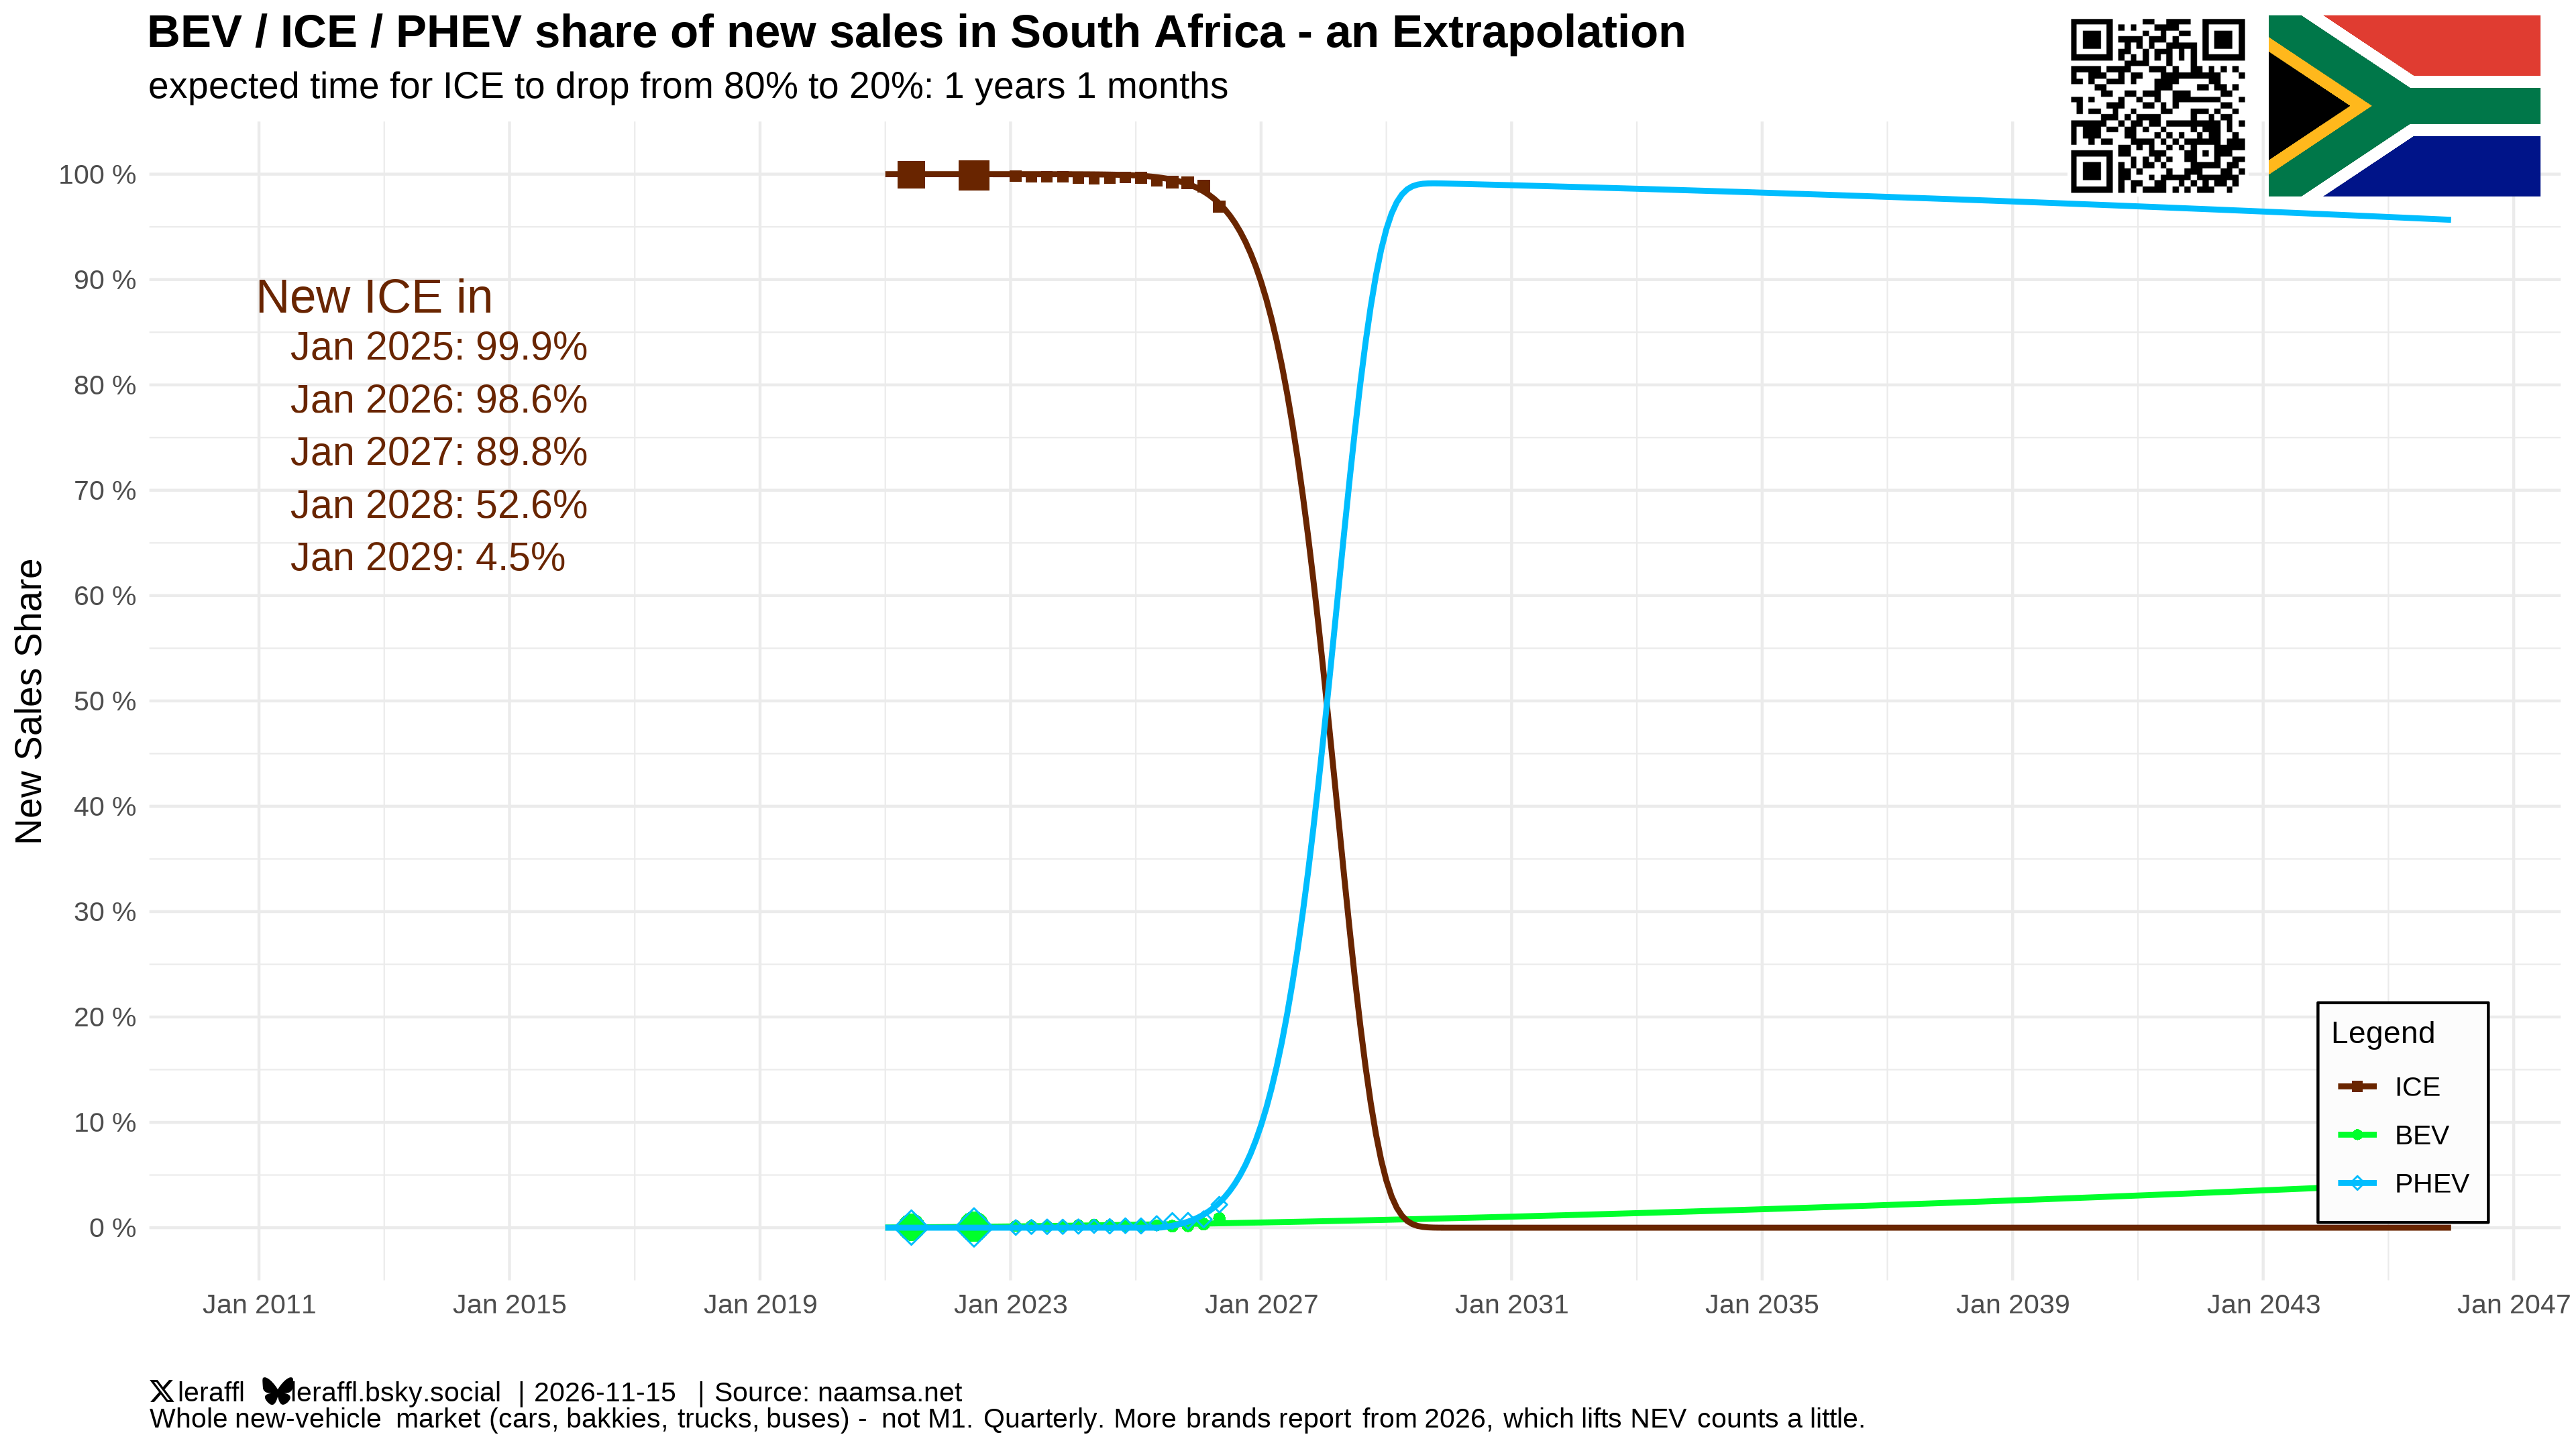 BEV / ICE / PHEV share of new sales in South Africa - an Extrapolation
expected time for ICE to drop from 80% to 20%: 1 years 1 months
New Sales Share
100 %
90 %
80 %
70 %
60 %
50 %
40 %
30 %
20 %
10 %
0 %
New ICE in
Jan 2025: 99.9%
Jan 2026: 98.6%
Jan 2027: 89.8%
Jan 2028: 52.6%
Jan 2029: 4.5%
Legend
ICE
BEV
PHEV
Jan 2011
Jan 2015
Jan 2019
Jan 2023
Jan 2027
Jan 2031
Jan 2035
Jan 2039
Jan 2043
Jan 2047
leraffl leraffl.bsky.social | 2026-11-15 | Source: naamsa.net
Whole new-vehicle market (cars, bakkies, trucks, buses) - not M1. Quarterly. More brands report from 2026, which lifts NEV counts a little.